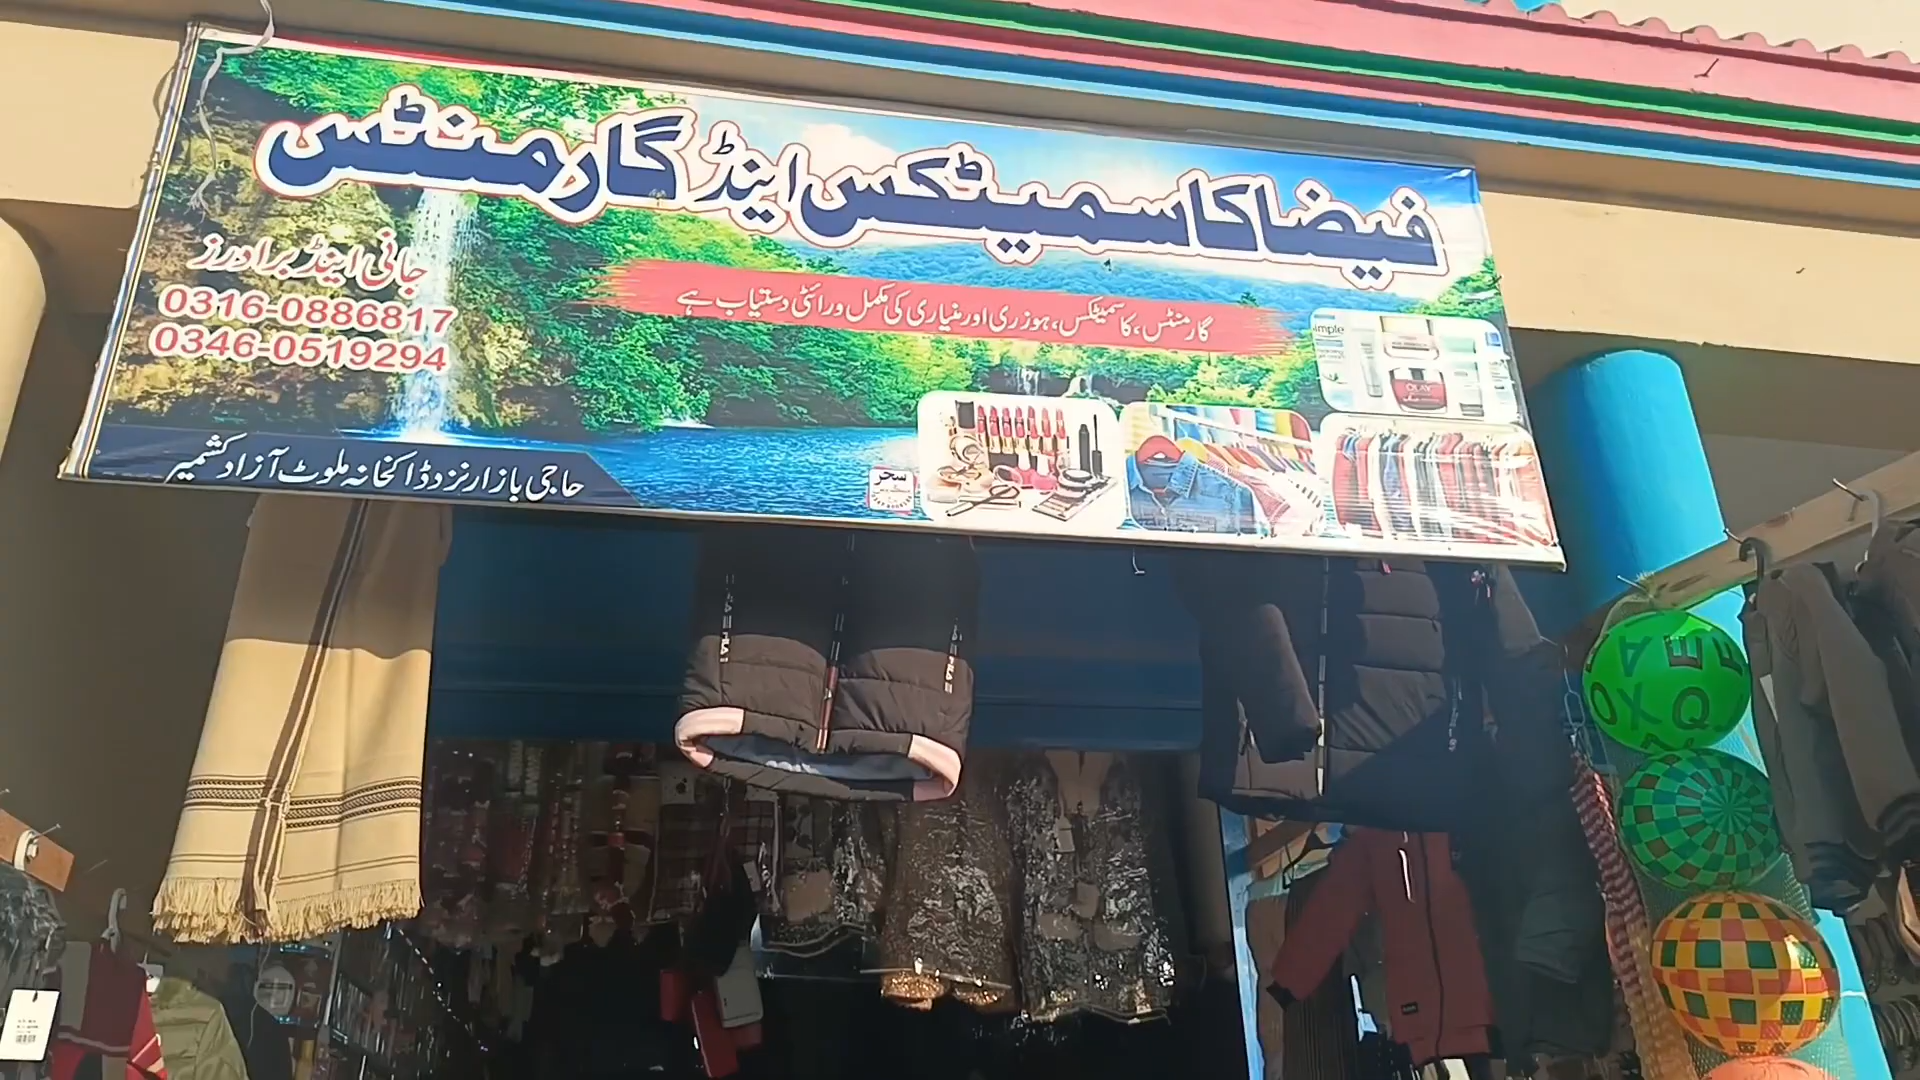 فیضا کاسمیٹکس اینڈ گارمنٹس
گارمنٹس، کاسمیٹکس، ہوزری اور منیاری کی مکمل ورائٹی دستیاب ہے
جانی اینڈ برادرز
0316-0886817
0346-0519294
حاجی بازار نزد ڈاکخانہ ملوٹ آزاد کشمیر
سحر
OLAY